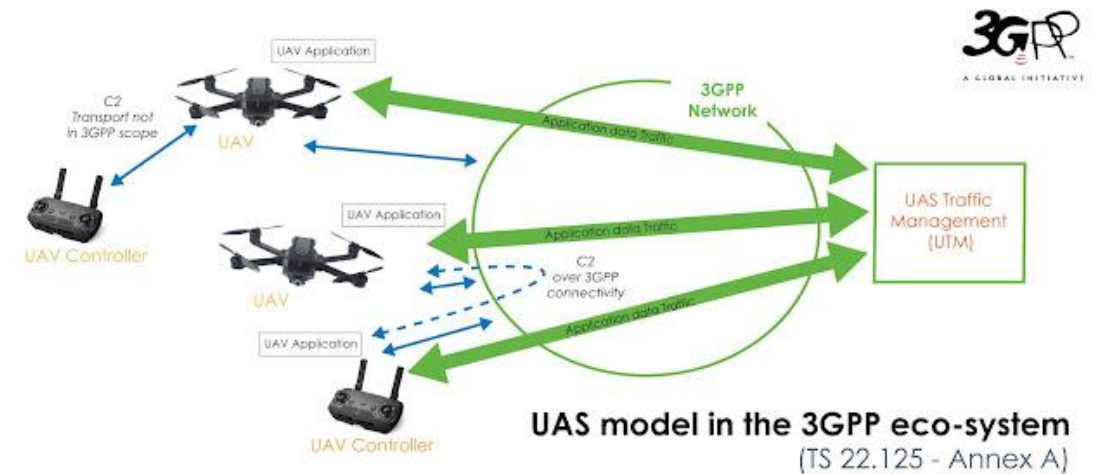 3GPP
A GLOBAL INITIATIVE
UAV Application
C2
Transport not
in 3GPP scope
UAV
UAV Controller
3GPP
Network
Application data Traffic
UAS Traffic
Management
(UTM)
UAV Application
Application data Traffic
UAV
C2
over 3GPP
connectivity
UAV Application
Application data Traffic
UAV Controller
UAS model in the 3GPP eco-system
(TS 22.125 - Annex A)